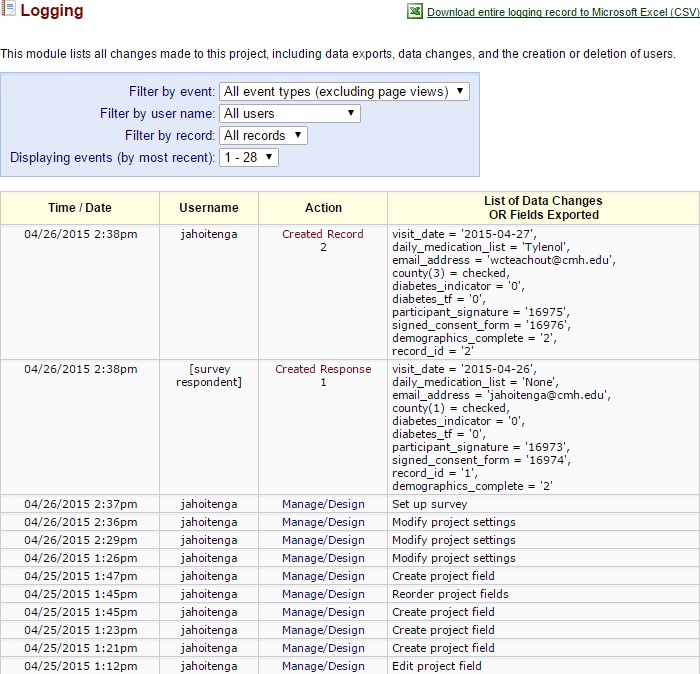 Logging
Download entire logging record to Microsoft Excel (CSV)
This module lists all changes made to this project, including data exports, data changes, and the creation or deletion of users.
Filter by event: All event types (excluding page views)
Filter by user name: All users
Filter by record: All records
Displaying events (by most recent): 1 - 28
Time / Date Username Action List of Data Changes
OR Fields Exported
04/26/2015 2:38pm jahoitenga Created Record visit_date = '2015-04-27',
2 daily_medication_list = 'Tylenol',
email_address = 'wcteachout@cmh.edu',
county(3) = checked,
diabetes_indicator = '0',
diabetes_tf = '0',
participant_signature = '16975',
signed_consent_form = '16976',
demographics_complete = '2',
record_id = '2'
04/26/2015 2:38pm [survey Created Response visit_date = '2015-04-26',
respondent] 1 daily_medication_list = 'None',
email_address = 'jahoitenga@cmh.edu',
county(1) = checked,
diabetes_indicator = '0',
diabetes_tf = '0',
participant_signature = '16973',
signed_consent_form = '16974',
record_id = '1',
demographics_complete = '2'
04/26/2015 2:37pm jahoitenga Manage/Design Set up survey
04/26/2015 2:36pm jahoitenga Manage/Design Modify project settings
04/26/2015 2:29pm jahoitenga Manage/Design Modify project settings
04/26/2015 1:26pm jahoitenga Manage/Design Modify project settings
04/25/2015 1:47pm jahoitenga Manage/Design Create project field
04/25/2015 1:45pm jahoitenga Manage/Design Reorder project fields
04/25/2015 1:45pm jahoitenga Manage/Design Create project field
04/25/2015 1:23pm jahoitenga Manage/Design Create project field
04/25/2015 1:21pm jahoitenga Manage/Design Create project field
04/25/2015 1:12pm jahoitenga Manage/Design Edit project field